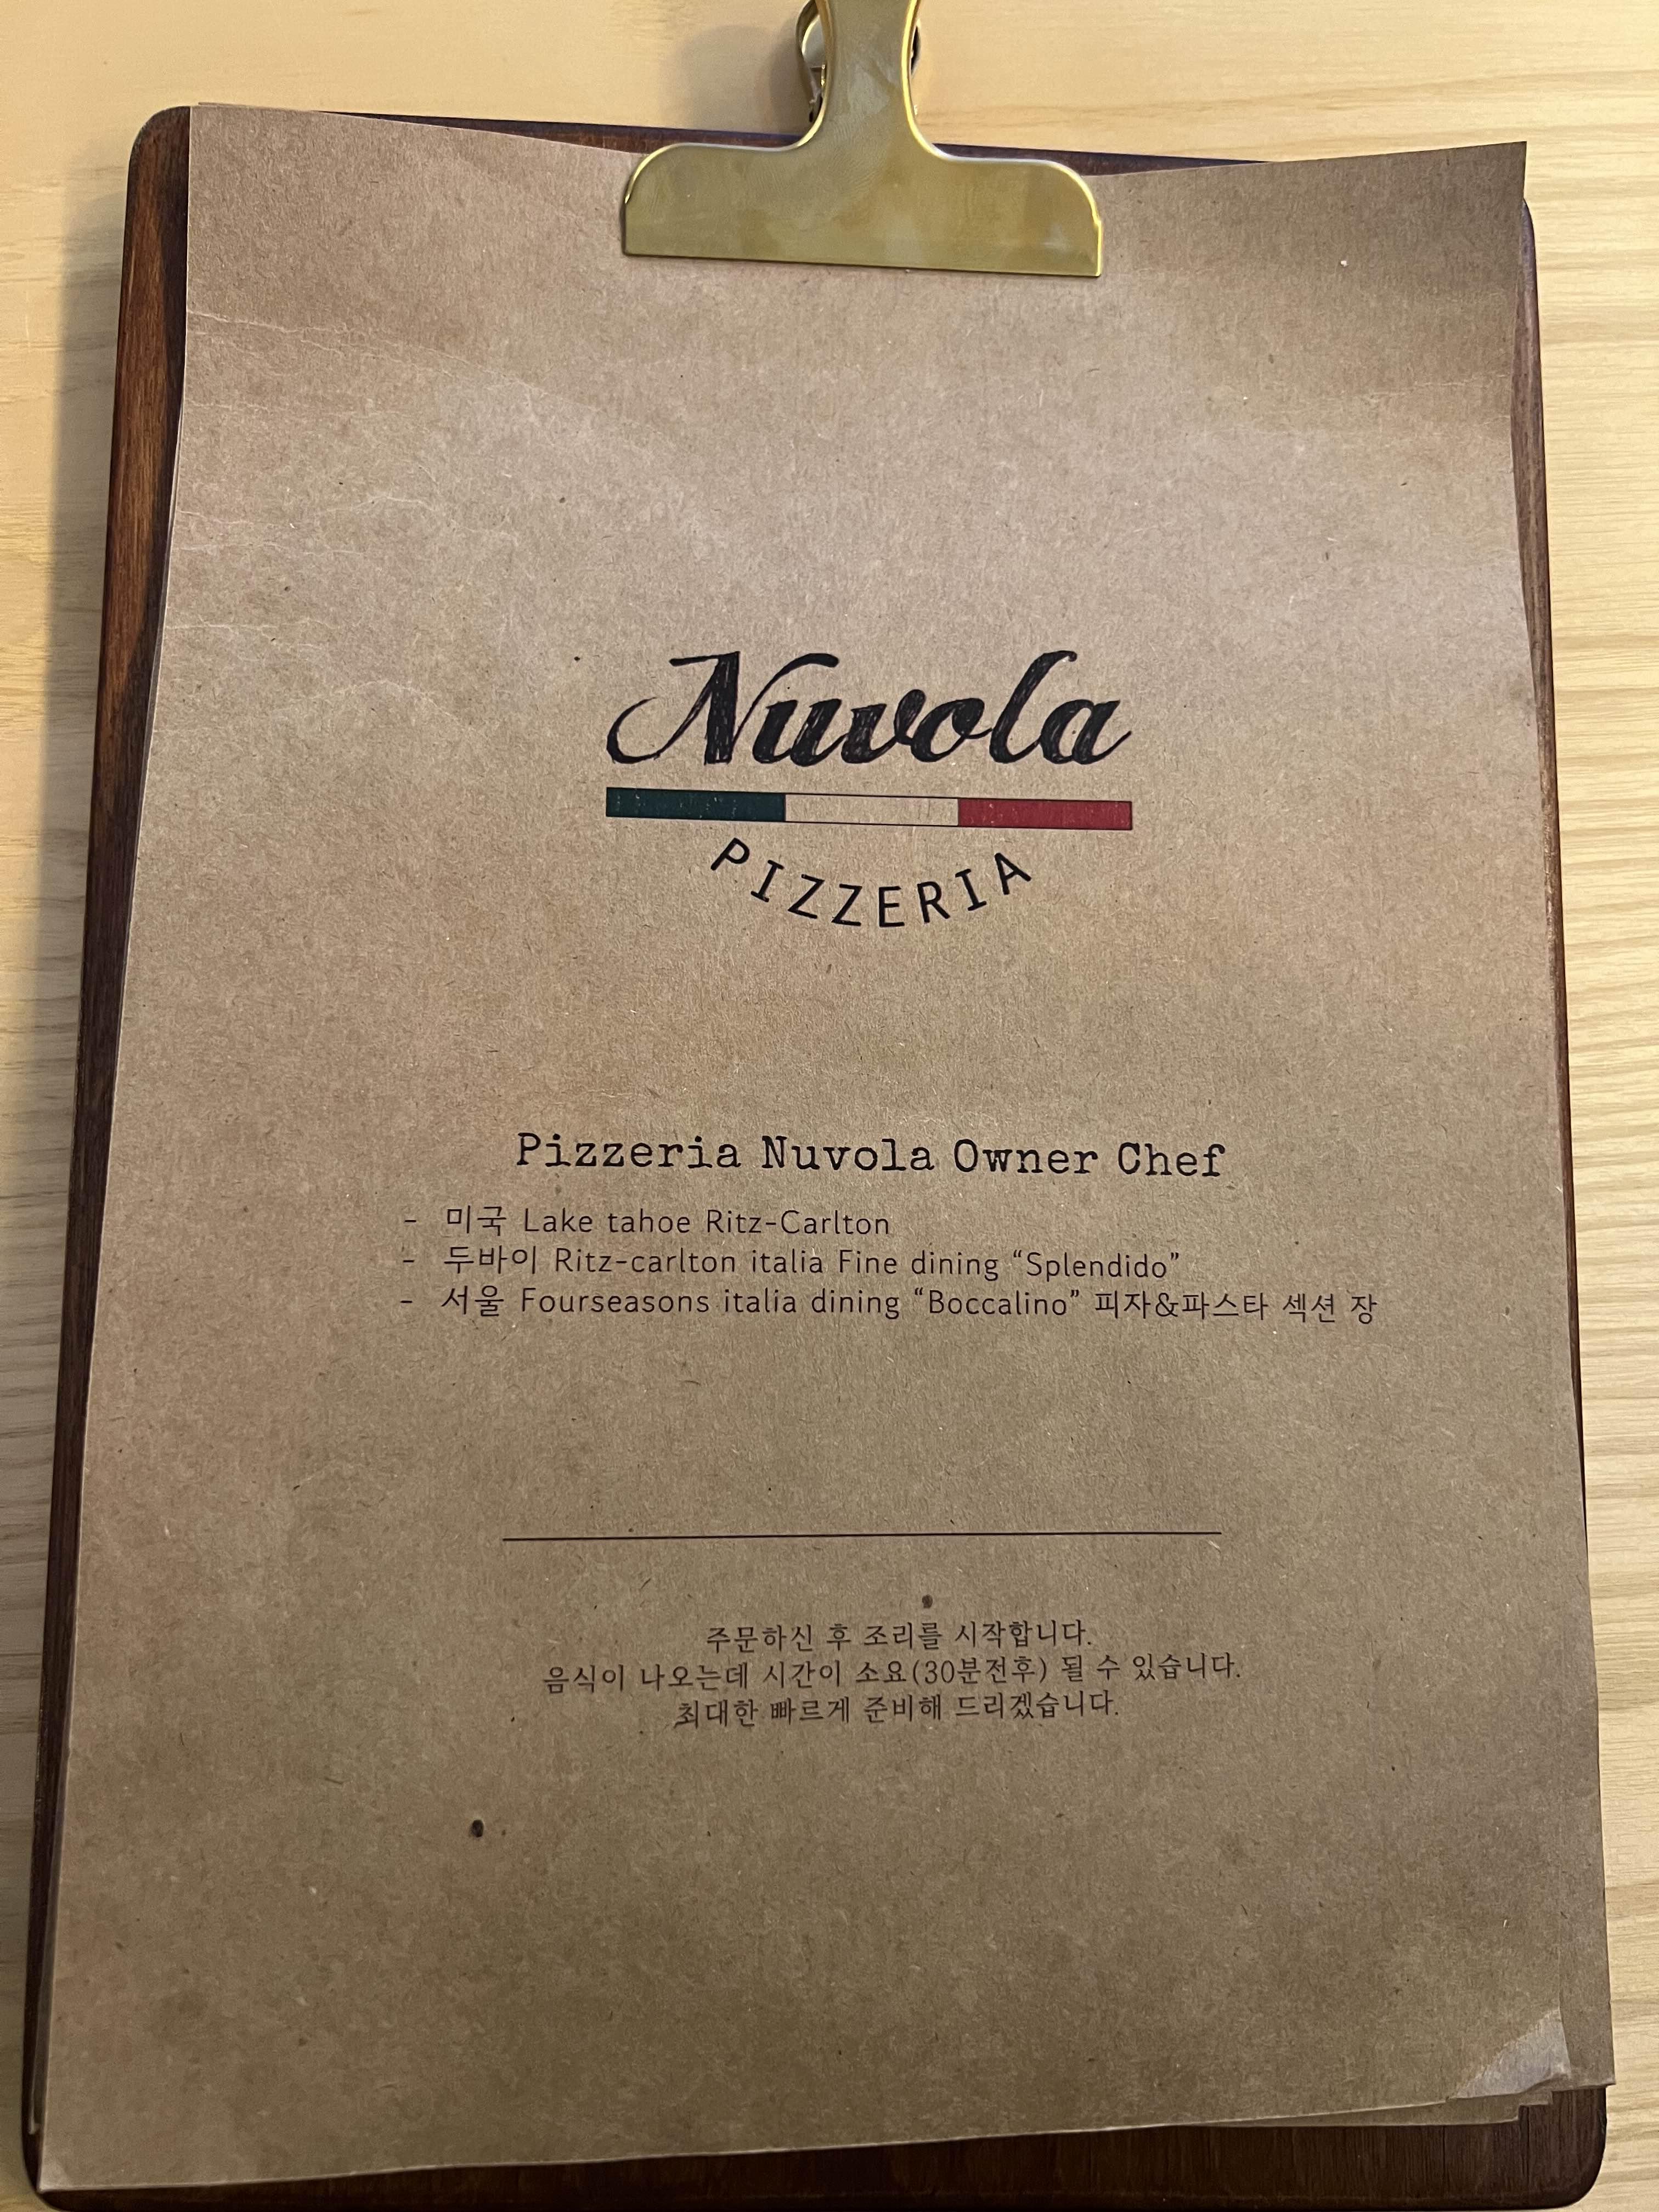 Nuvola
PIZZERIA
Pizzeria Nuvola Owner Chef
- 미국 Lake tahoe Ritz-Carlton
- 두바이 Ritz-carlton italia Fine dining “Splendido”
- 서울 Fourseasons italia dining “Boccalino” 피자&파스타 섹션 장
주문하신 후 조리를 시작합니다.
음식이 나오는데 시간이 소요(30분전후) 될 수 있습니다.
최대한 빠르게 준비해 드리겠습니다.